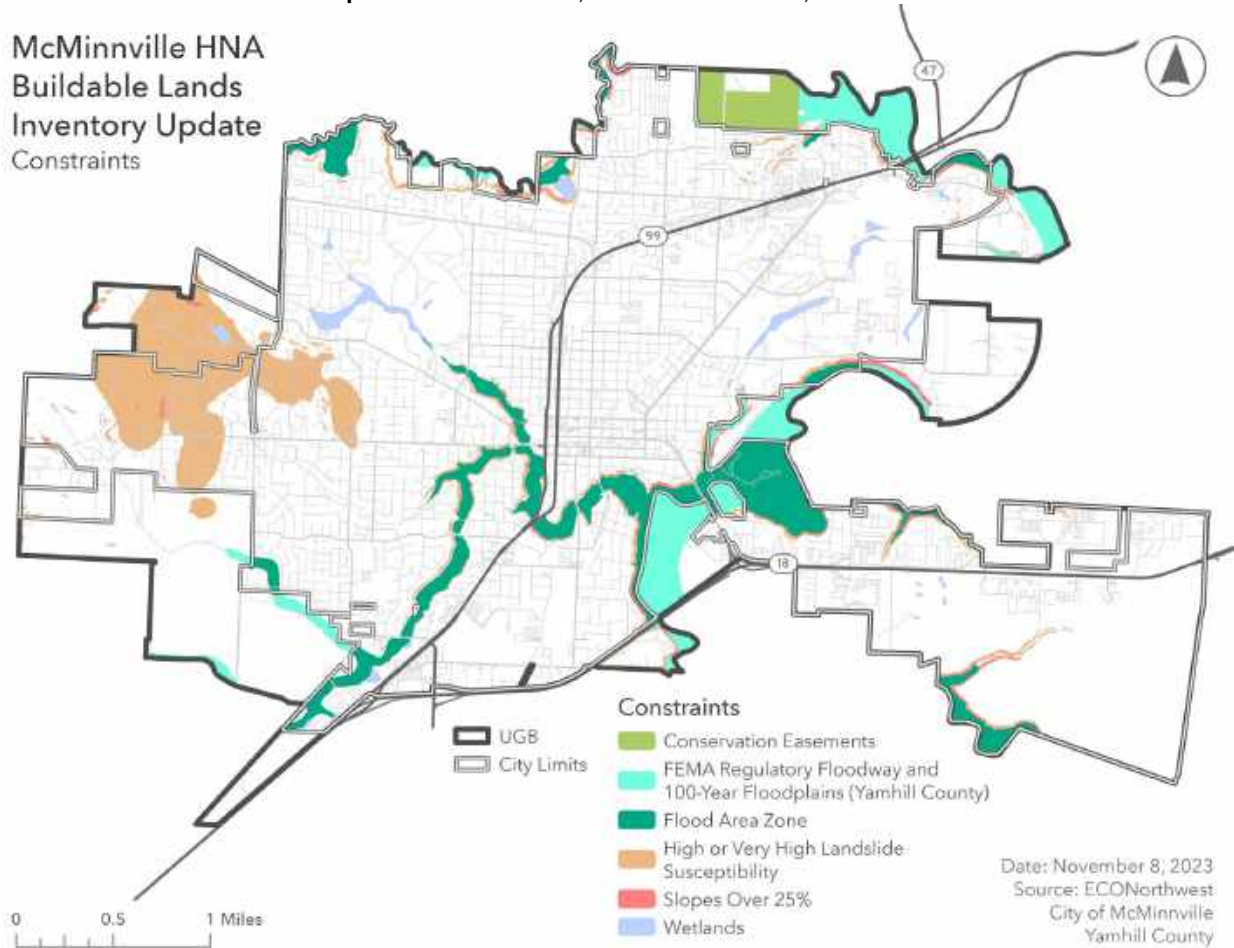 McMinnville HNA
Buildable Lands
Inventory Update
Constraints
47
99
18
UGB
City Limits
Constraints
Conservation Easements
FEMA Regulatory Floodway and
100-Year Floodplains (Yamhill County)
Flood Area Zone
High or Very High Landslide
Susceptibility
Slopes Over 25%
Wetlands
Date: November 8, 2023
Source: ECONorthwest
City of McMinnville
Yamhill County
0 0.5 1 Miles